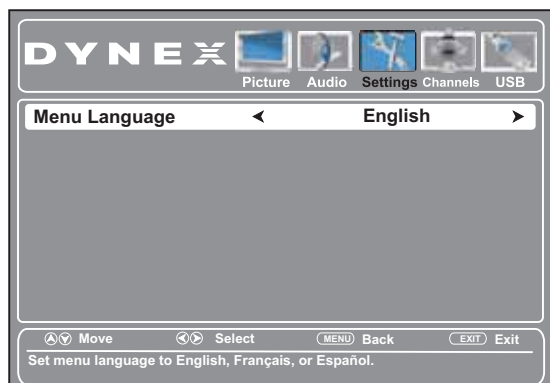 DYNEX
Picture Audio Settings Channels USB
Menu Language English
Move Select MENU Back EXIT Exit
Set menu language to English, Français, or Español.